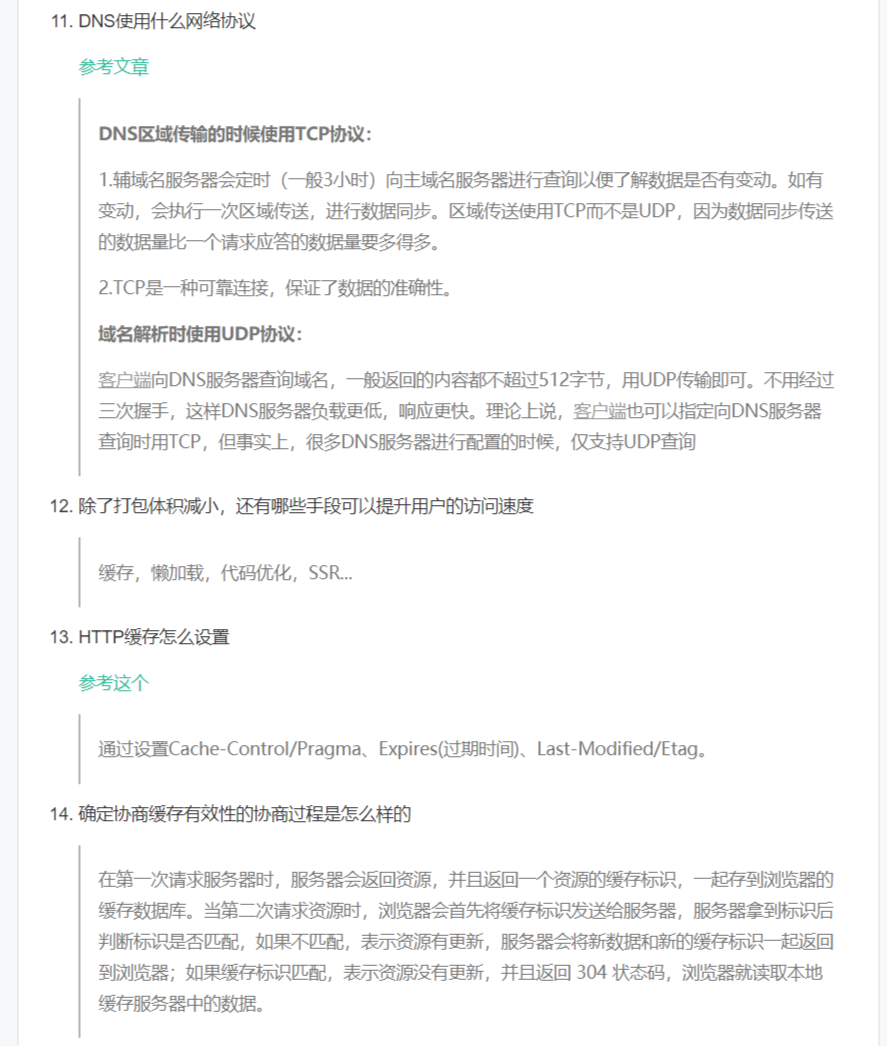 11. DNS使用什么网络协议
参考文章
DNS区域传输的时候使用TCP协议：
1.辅域名服务器会定时（一般3小时）向主域名服务器进行查询以便了解数据是否有变动。如有
变动，会执行一次区域传送，进行数据同步。区域传送使用TCP而不是UDP，因为数据同步传送
的数据量比一个请求应答的数据量要多得多。
2.TCP是一种可靠连接，保证了数据的准确性。
域名解析时使用UDP协议：
客户端向DNS服务器查询域名，一般返回的内容都不超过512字节，用UDP传输即可。不用经过
三次握手，这样DNS服务器负载更低，响应更快。理论上说，客户端也可以指定向DNS服务器
查询时用TCP，但事实上，很多DNS服务器进行配置的时候，仅支持UDP查询
12. 除了打包体积减小，还有哪些手段可以提升用户的访问速度
缓存，懒加载，代码优化，SSR...
13. HTTP缓存怎么设置
参考这个
通过设置Cache-Control/Pragma、Expires(过期时间)、Last-Modified/Etag。
14. 确定协商缓存有效性的协商过程是怎么样的
在第一次请求服务器时，服务器会返回资源，并且返回一个资源的缓存标识，一起存到浏览器的
缓存数据库。当第二次请求资源时，浏览器会首先将缓存标识发送给服务器，服务器拿到标识后
判断标识是否匹配，如果不匹配，表示资源有更新，服务器会将新数据和新的缓存标识一起返回
到浏览器；如果缓存标识匹配，表示资源没有更新，并且返回 304 状态码，浏览器就读取本地
缓存服务器中的数据。